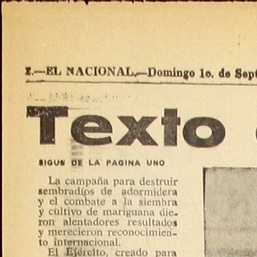 2.—EL NACIONAL.—Domingo 1o. de Sept
Texto
SIGUE DE LA PAGINA UNO
La campaña para destruir
sembradíos de adormidera
y el combate a la siembra
y cultivo de mariguana die-
ron alentadores resultados
y merecieron reconocimien-
to internacional.
El Ejército, creado para